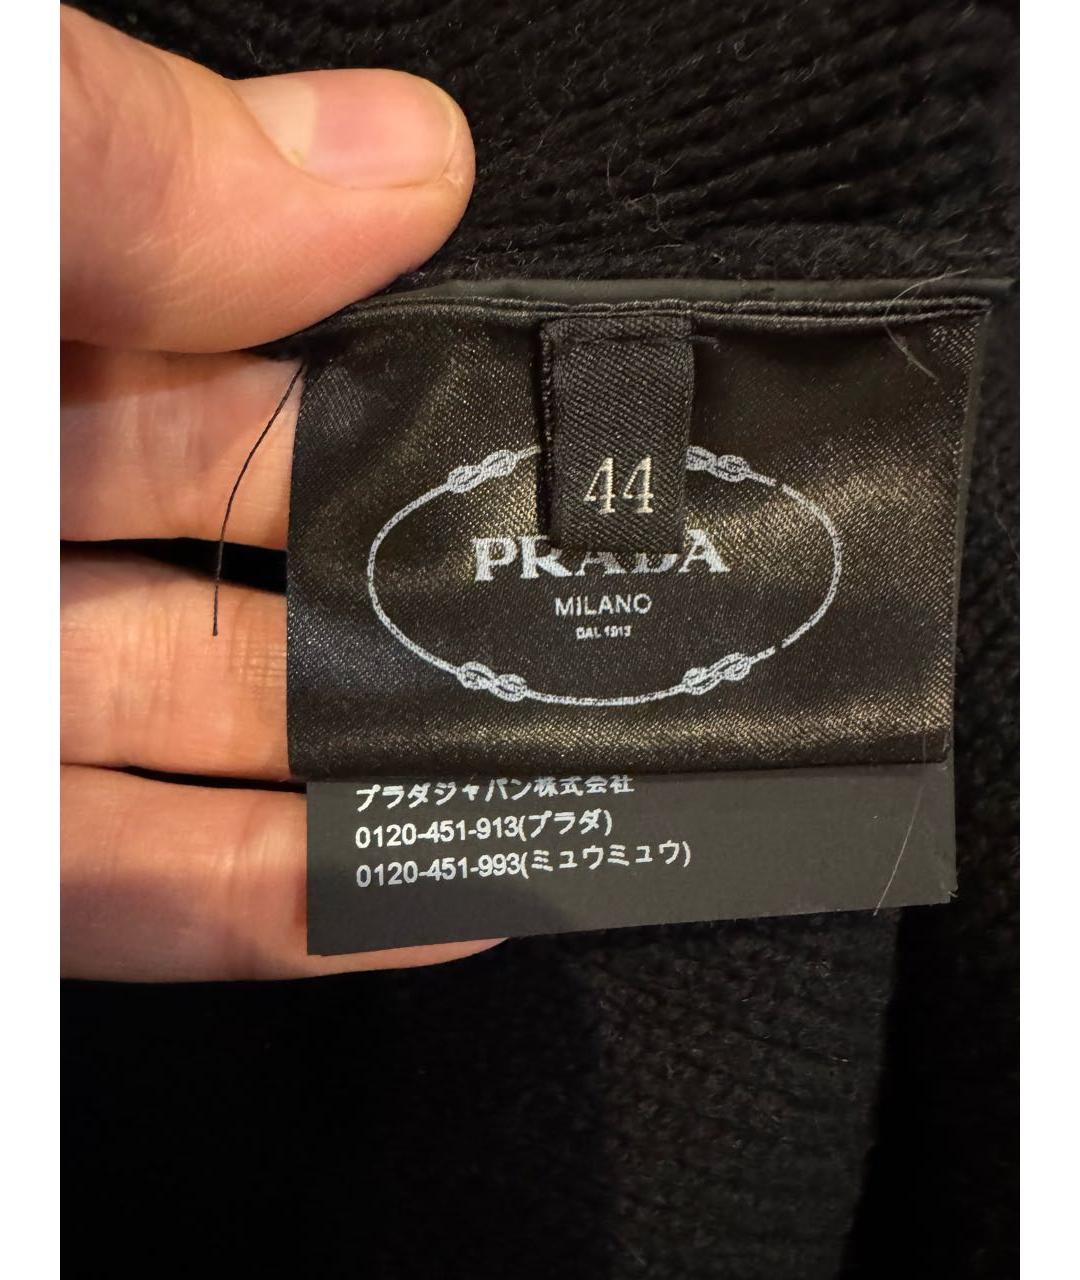 44
PRADA
MILANO
DAL 1913
プラダジャパン株式会社
0120-451-913(プラダ)
0120-451-993(ミュウミュウ)